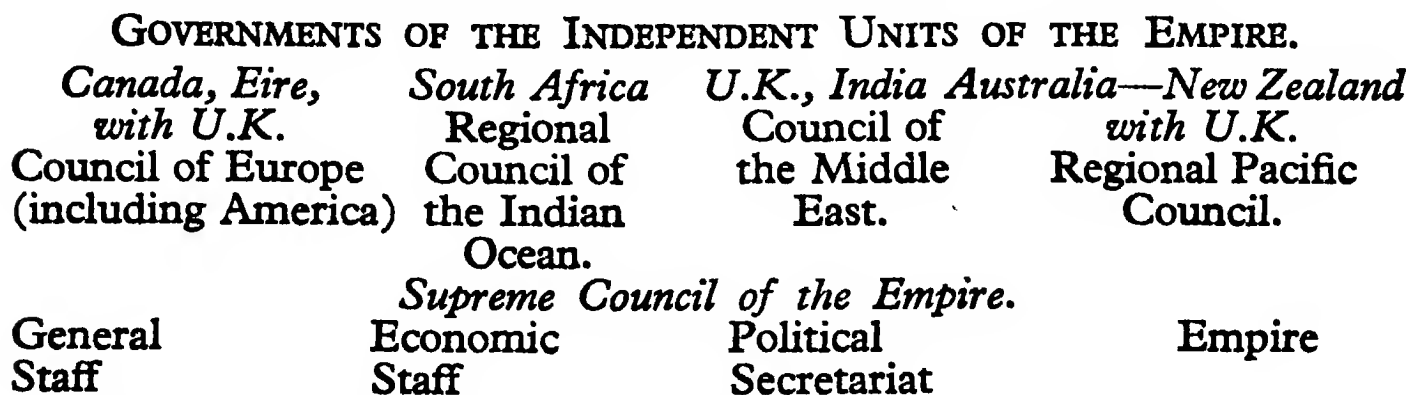 GOVERNMENTS OF THE INDEPENDENT UNITS OF THE EMPIRE.
Canada, Eire, South Africa U.K., India Australia—New Zealand
with U.K. Regional Council of with U.K.
Council of Europe Council of the Middle Regional Pacific
(including America) the Indian East. Council.
Ocean.
Supreme Council of the Empire.
General Economic Political Empire
Staff Staff Secretariat